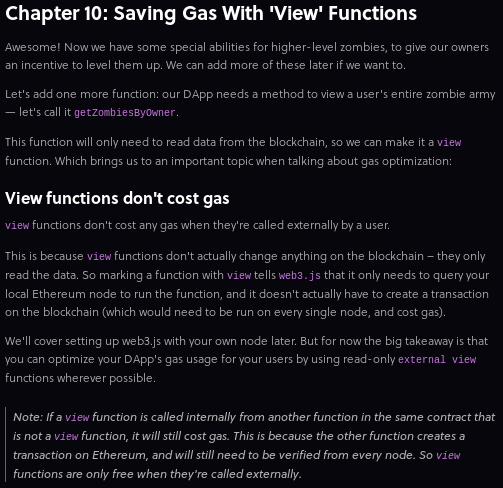 Chapter 10: Saving Gas With 'View' Functions
Awesome! Now we have some special abilities for higher-level zombies, to give our owners
an incentive to level them up. We can add more of these later if we want to.
Let's add one more function: our DApp needs a method to view a user's entire zombie army
— let's call it getZombiesByOwner.
This function will only need to read data from the blockchain, so we can make it a view
function. Which brings us to an important topic when talking about gas optimization:
View functions don't cost gas
view functions don't cost any gas when they're called externally by a user.
This is because view functions don't actually change anything on the blockchain – they only
read the data. So marking a function with view tells web3.js that it only needs to query your
local Ethereum node to run the function, and it doesn't actually have to create a transaction
on the blockchain (which would need to be run on every single node, and cost gas).
We'll cover setting up web3.js with your own node later. But for now the big takeaway is that
you can optimize your DApp's gas usage for your users by using read-only external view
functions wherever possible.
Note: If a view function is called internally from another function in the same contract that
is not a view function, it will still cost gas. This is because the other function creates a
transaction on Ethereum, and will still need to be verified from every node. So view
functions are only free when they're called externally.